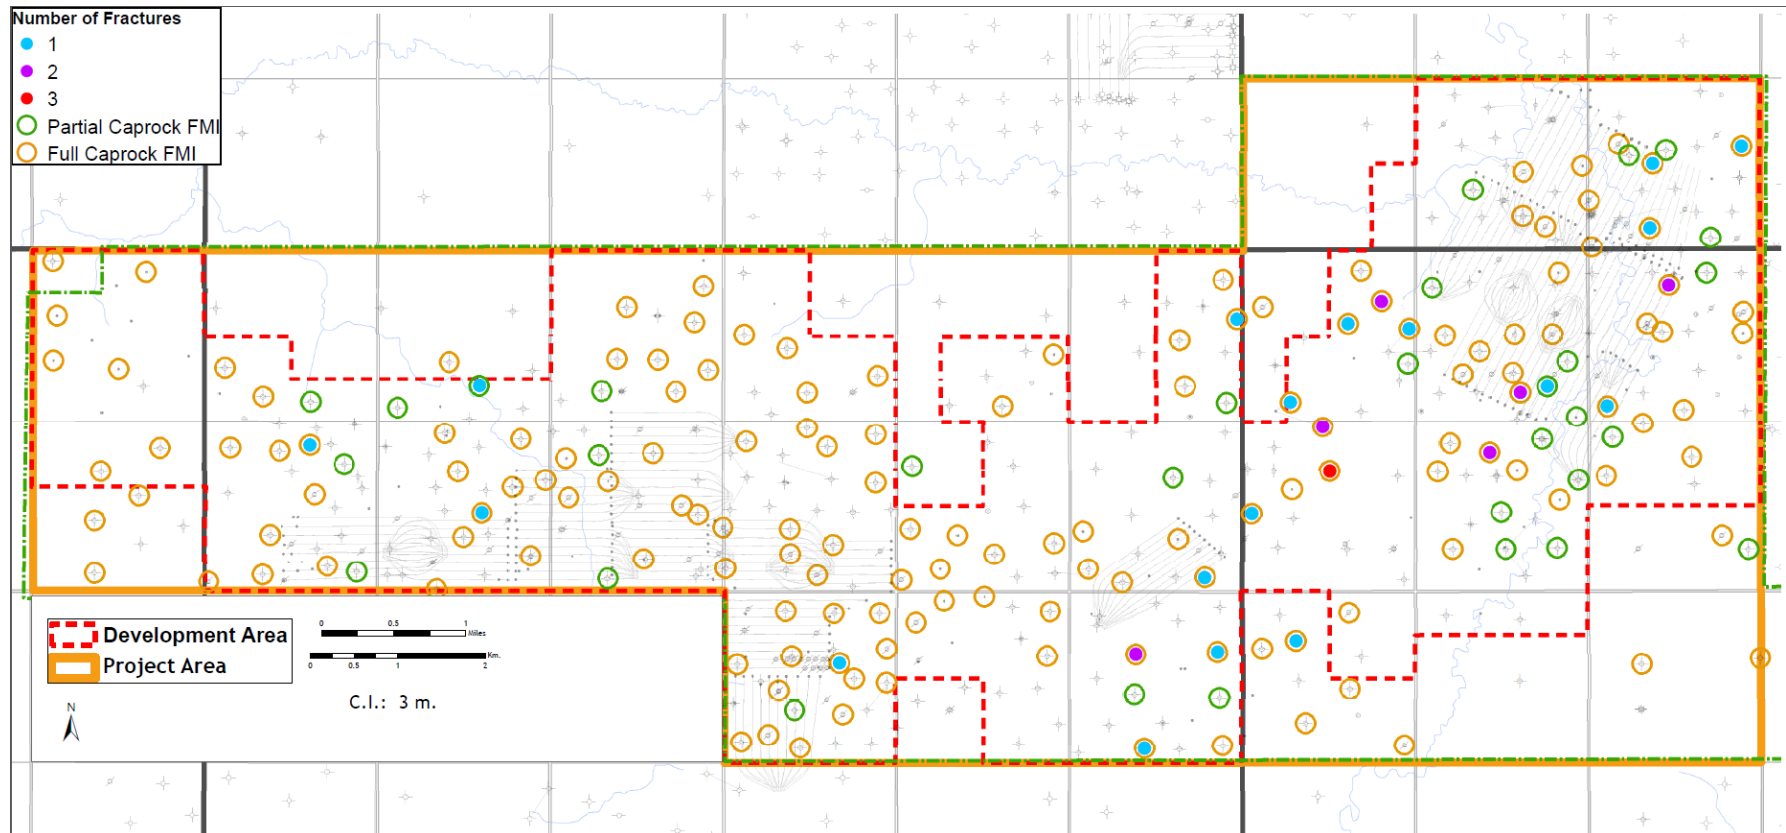 Number of Fractures
1
2
3
Partial Caprock FMI
Full Caprock FMI
Development Area
Project Area
0 0.5 1
Miles
0 0.5 1 2
Km.
C.I.: 3 m.
N